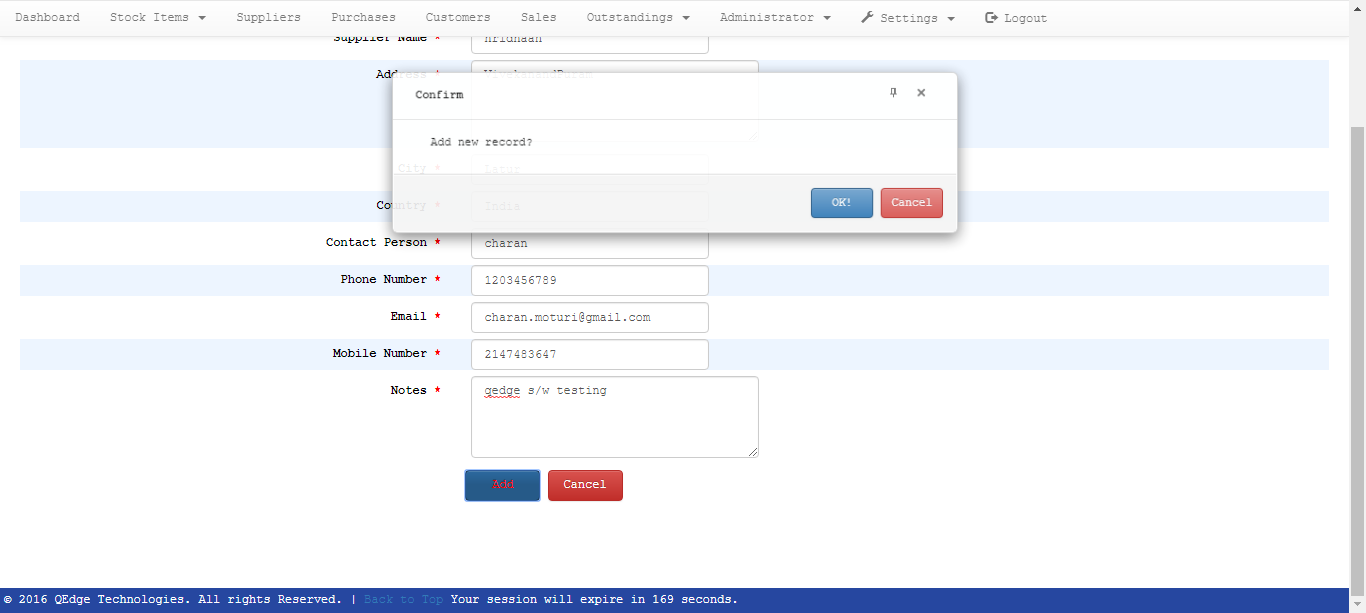 Dashboard Stock Items Suppliers Purchases Customers Sales Outstandings Administrator Settings Logout
Supplier Name * hridhaan
Address *
Confirm
Add new record?
City * Latur
Country * India
OK! Cancel
Contact Person * charan
Phone Number * 1203456789
Email * charan.moturi@gmail.com
Mobile Number * 2147483647
Notes * qedge s/w testing
Add Cancel
© 2016 QEdge Technologies. All rights Reserved. | Back to Top Your session will expire in 169 seconds.